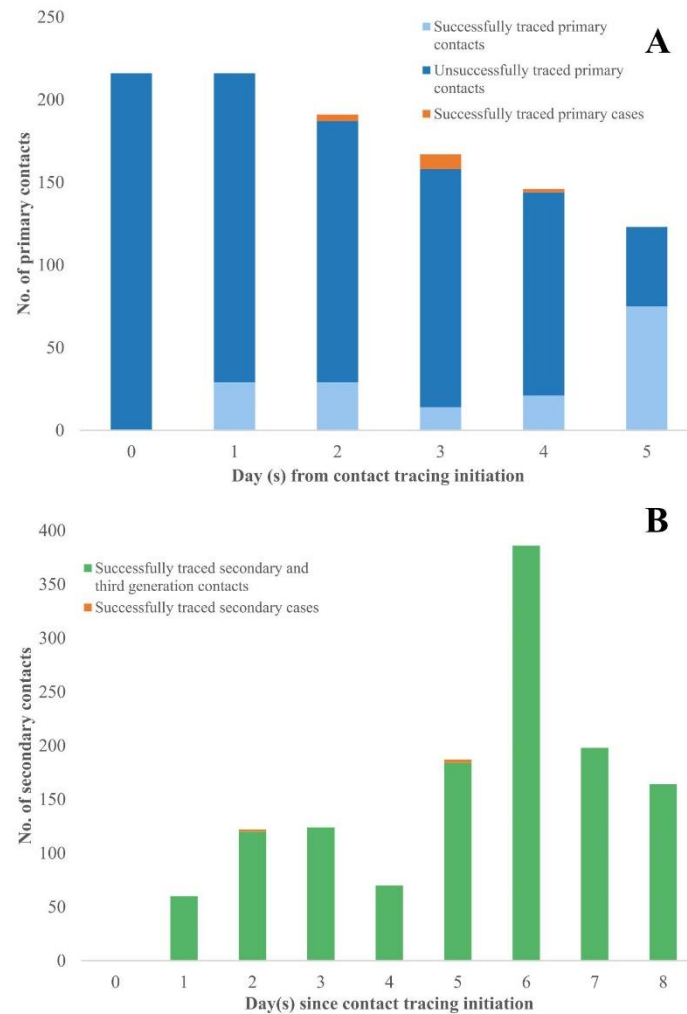 A
Successfully traced primary
contacts
Unsuccessfully traced primary
contacts
Successfully traced primary cases
No. of primary contacts
250
200
150
100
50
0
0 1 2 3 4 5
Day (s) from contact tracing initiation
B
Successfully traced secondary and
third generation contacts
Successfully traced secondary cases
No. of secondary contacts
400
350
300
250
200
150
100
50
0
0 1 2 3 4 5 6 7 8
Day(s) since contact tracing initiation